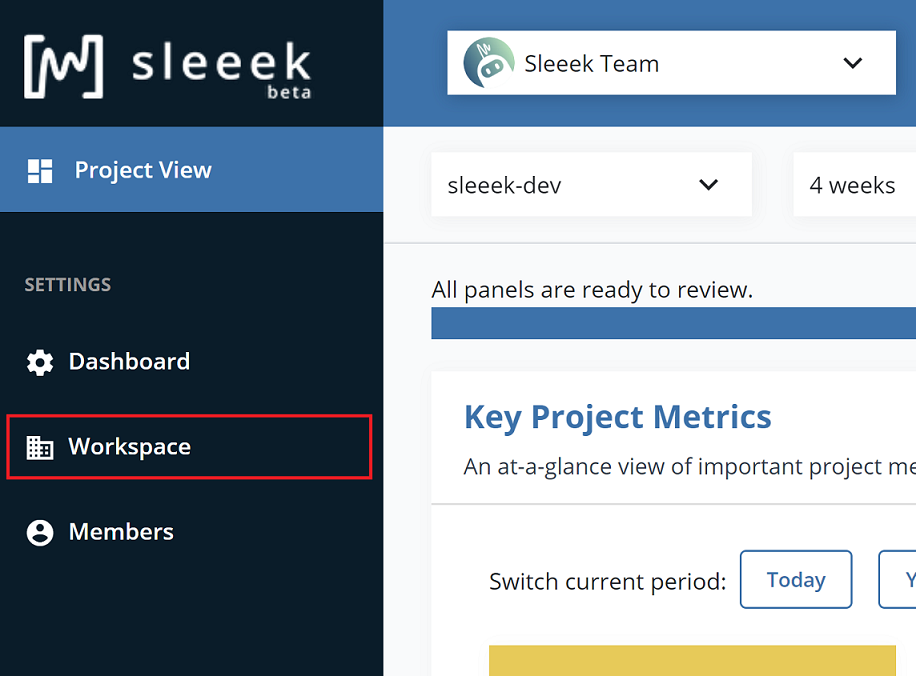 sleeek
beta
Sleeek Team
Project View
sleeek-dev
4 weeks
SETTINGS
Dashboard
Workspace
Members
All panels are ready to review.
Key Project Metrics
An at-a-glance view of important project me
Switch current period:
Today
Y